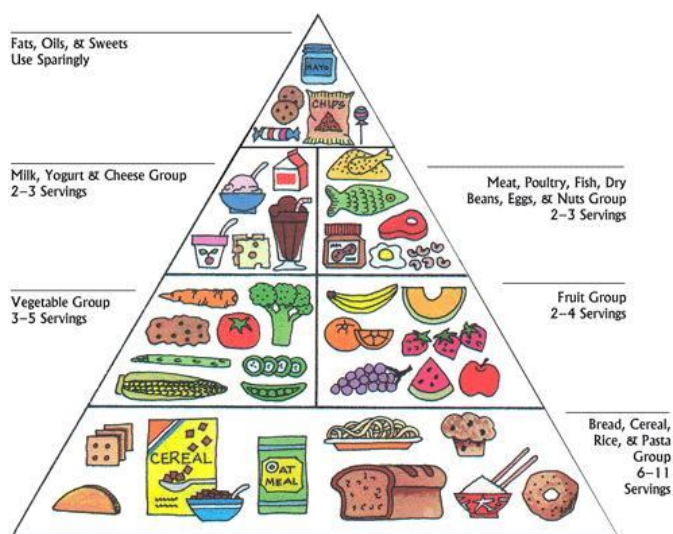 Fats, Oils, & Sweets
Use Sparingly
MAYO
CHIPS
Milk, Yogurt & Cheese Group
2–3 Servings
Meat, Poultry, Fish, Dry
Beans, Eggs, & Nuts Group
2–3 Servings
Vegetable Group
3–5 Servings
Fruit Group
2–4 Servings
Bread, Cereal,
Rice, & Pasta
Group
6–11
Servings
CEREAL
OAT
MEAL